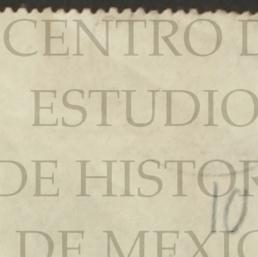 CENTRO D
ESTUDIO
DE HISTOR
10
DE MEXIC